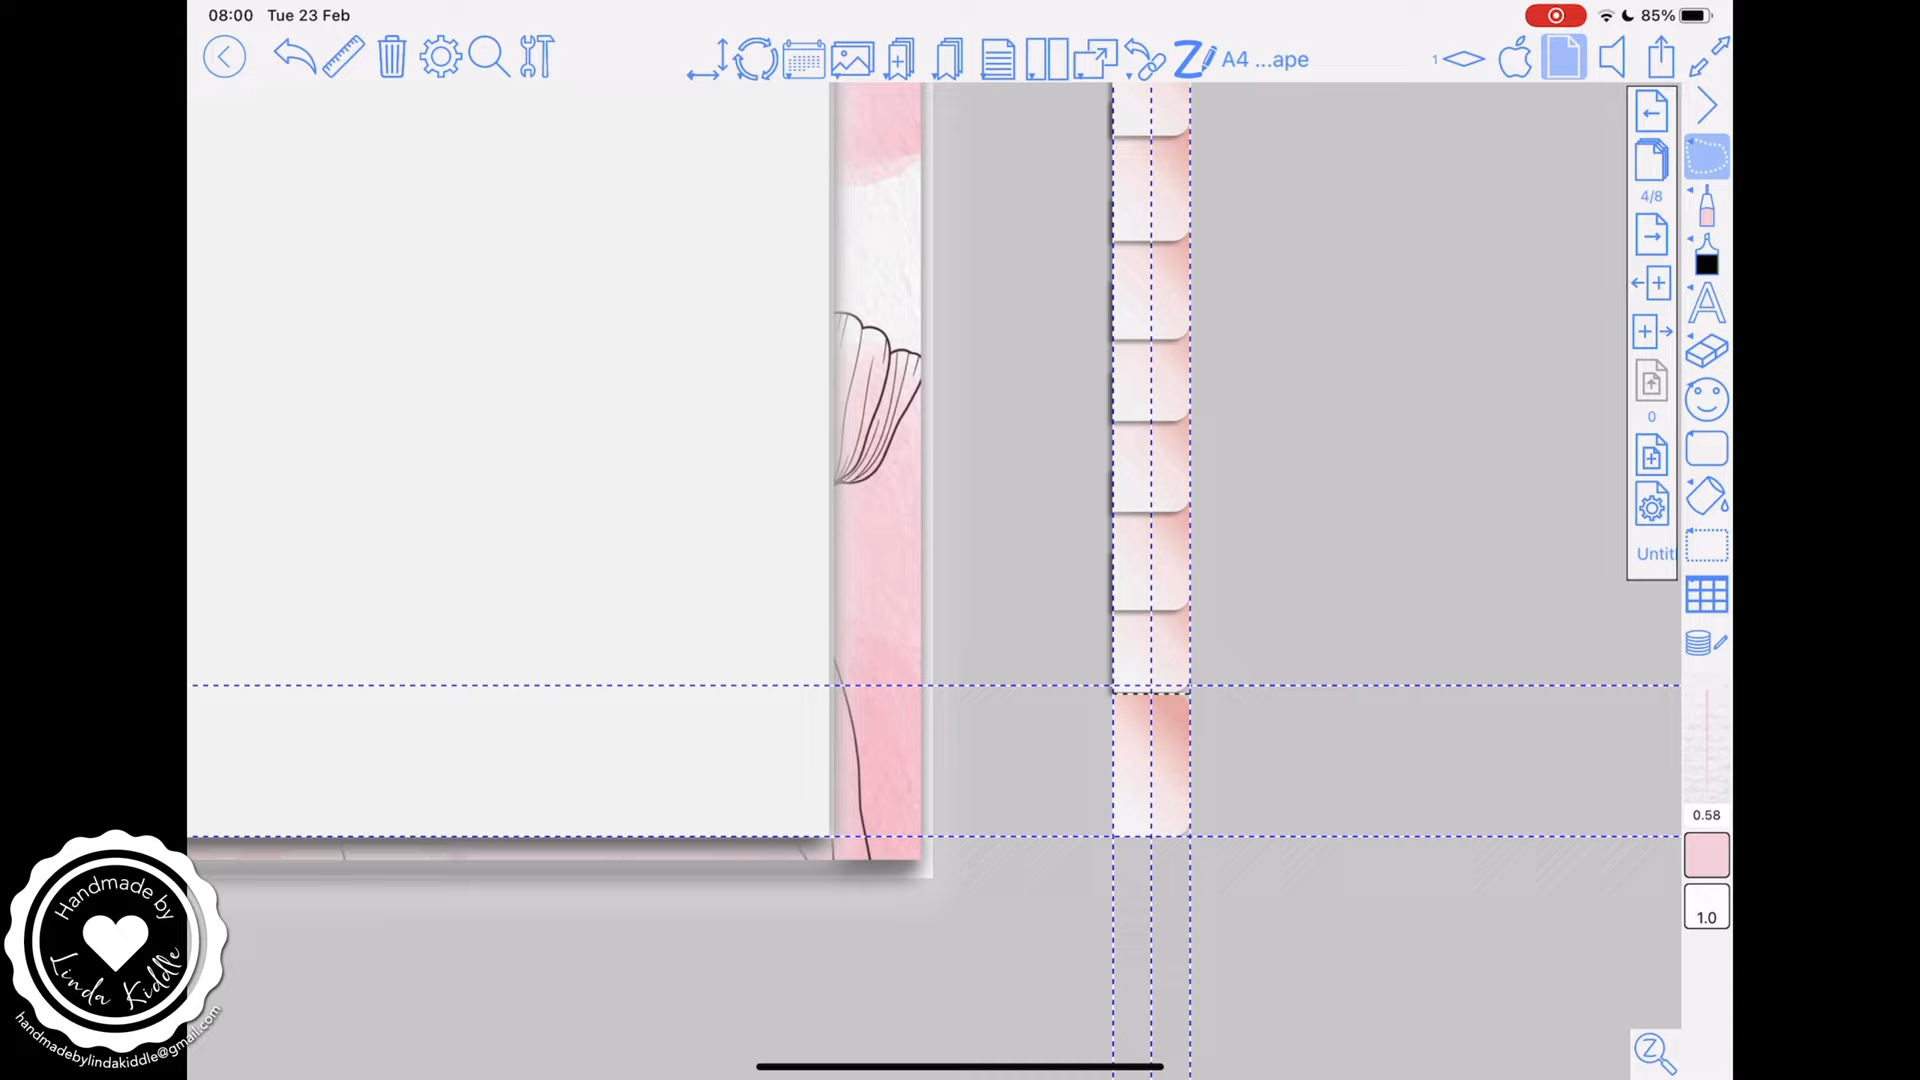 08:00 Tue 23 Feb
85%
A4 ...ape
1
4/8
0
Untit
A
0.58
1.0
Z
Handmade by
Linda Kiddle
handmadebylindakiddle@gmail.com